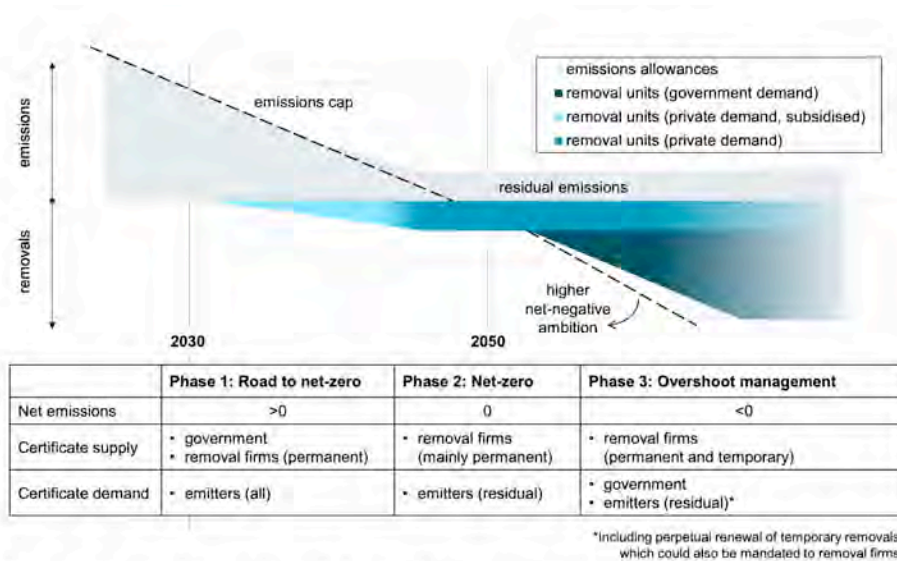 emissions allowances
removal units (government demand)
removal units (private demand, subsidised)
removal units (private demand)
emissions cap
emissions
residual emissions
removals
higher
net-negative
ambition
2030
2050
Phase 1: Road to net-zero
Phase 2: Net-zero
Phase 3: Overshoot management
Net emissions
>0
0
<0
Certificate supply
• government
• removal firms (permanent)
• removal firms
(mainly permanent)
• removal firms
(permanent and temporary)
Certificate demand
• emitters (all)
• emitters (residual)
• government
• emitters (residual)*
*including perpetual renewal of temporary removals
which could also be mandated to removal firms